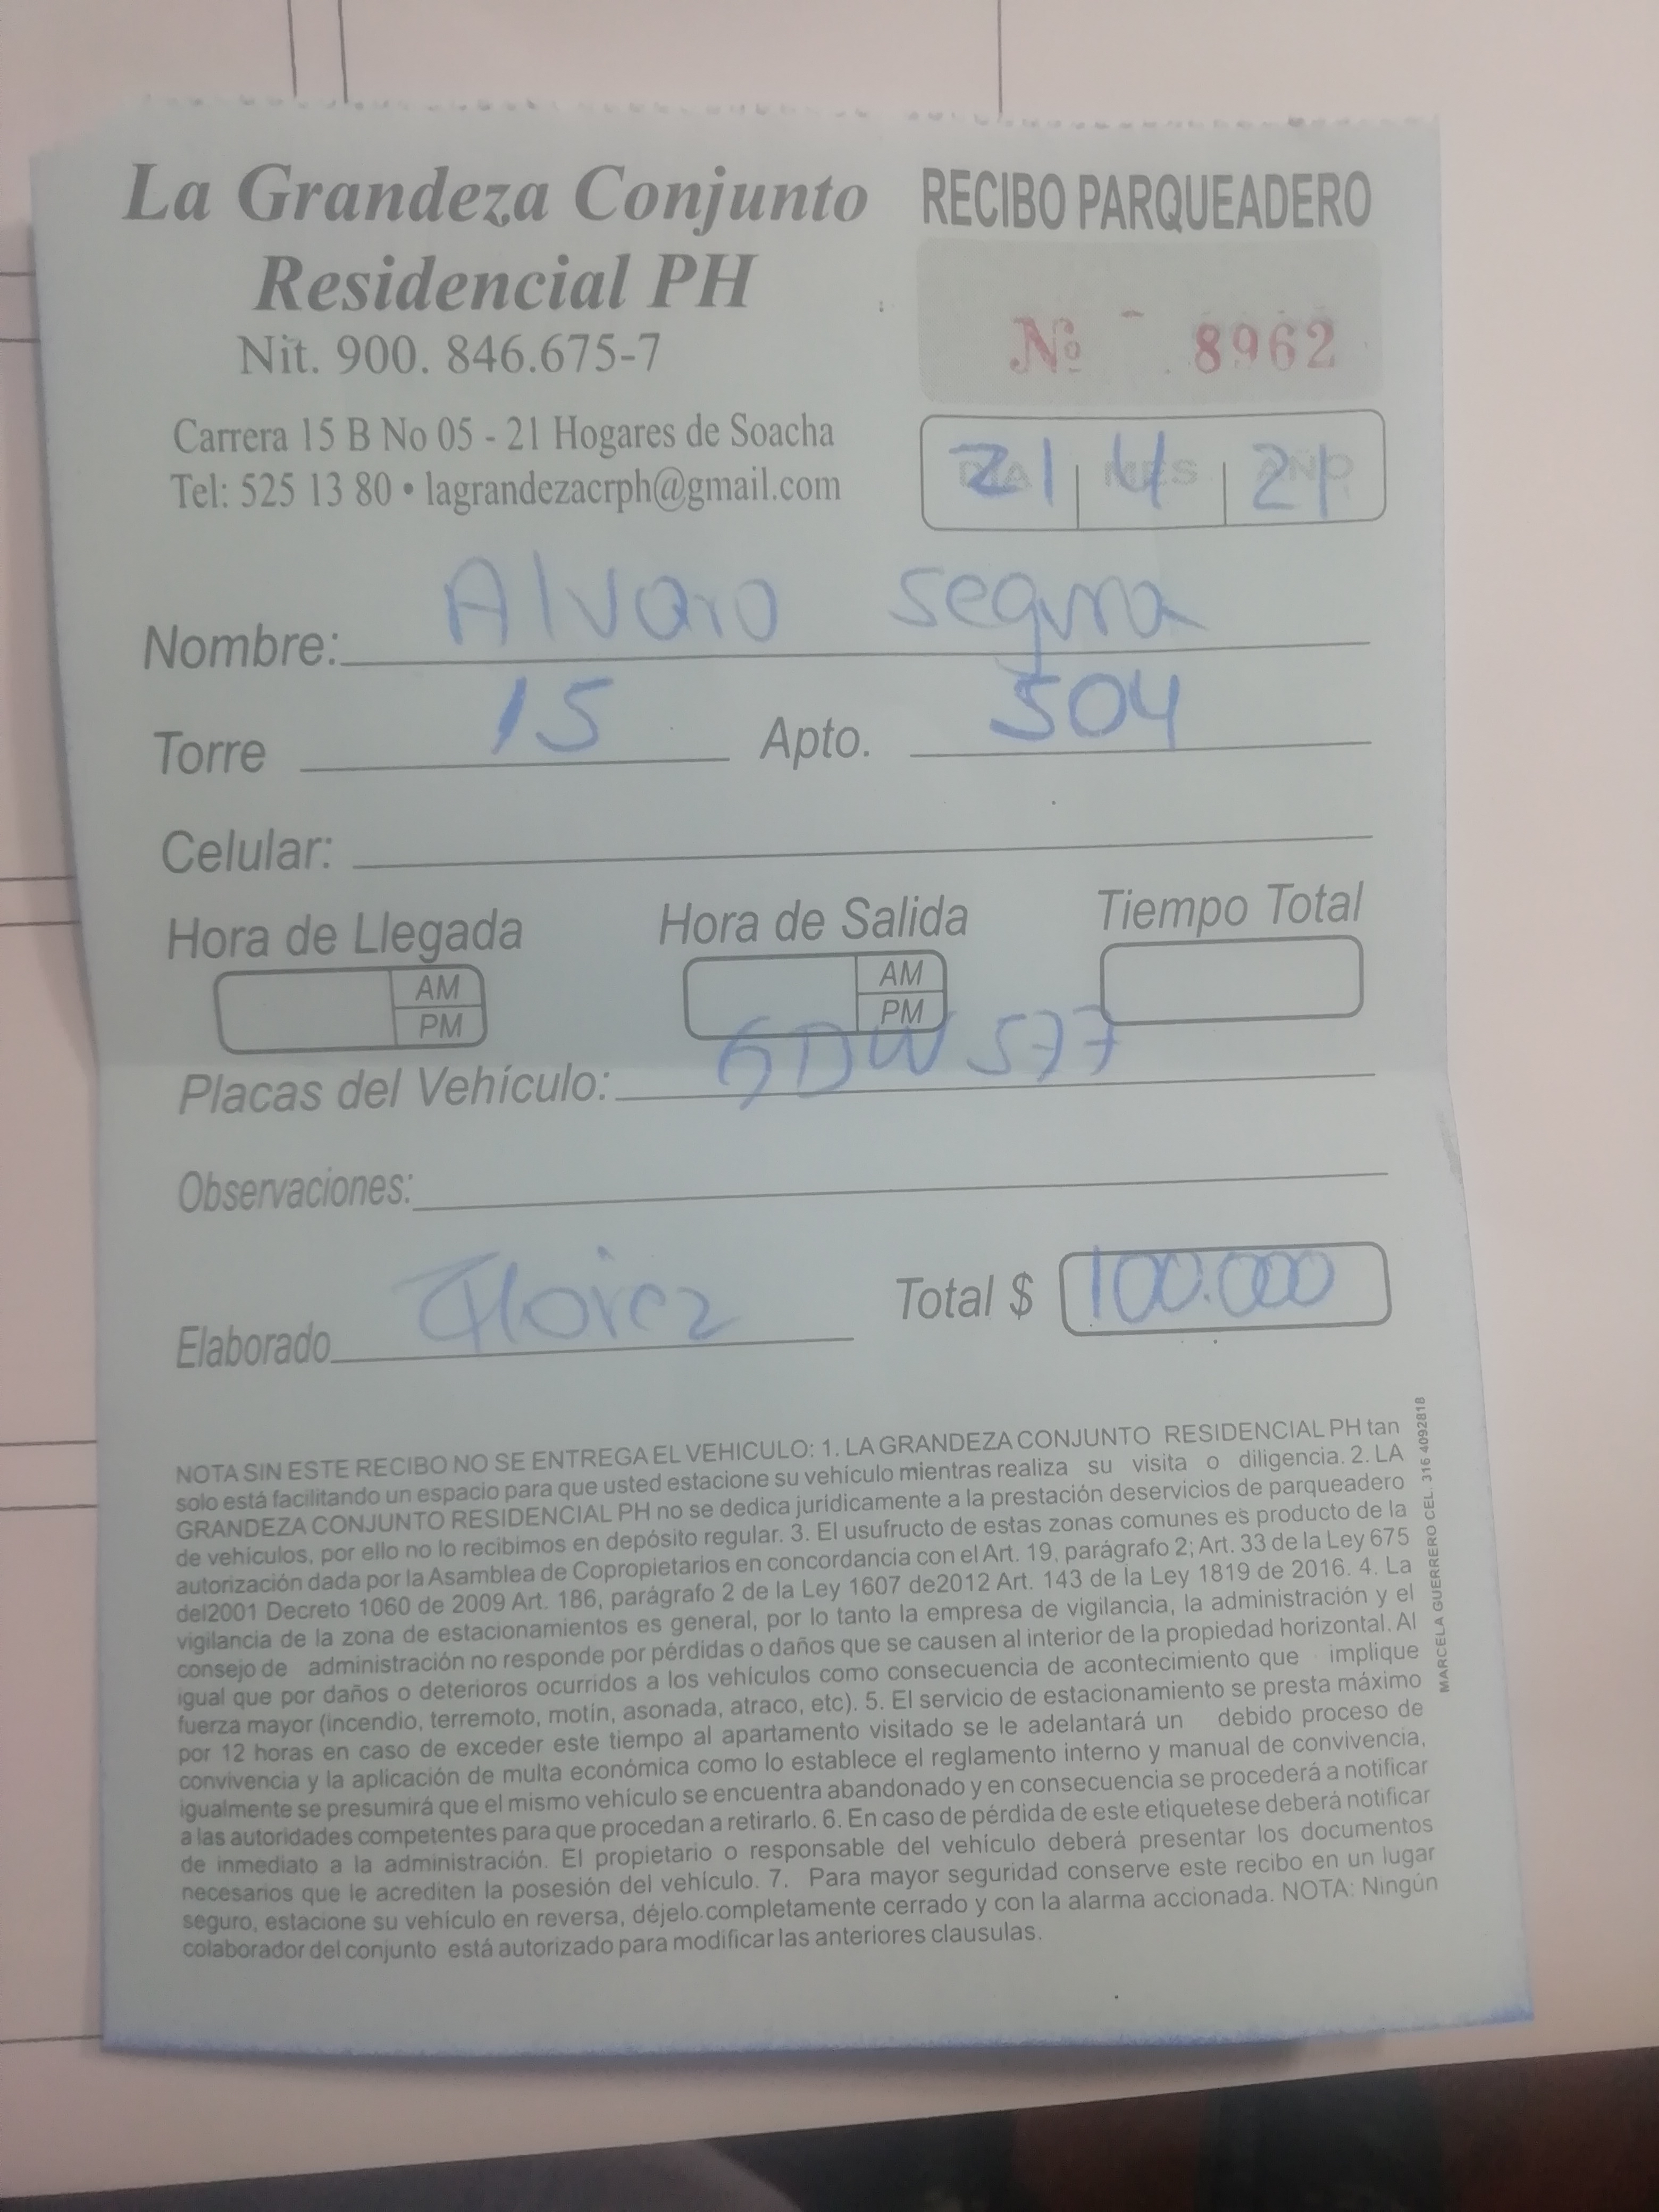 La Grandeza Conjunto
Residencial PH
Nit. 900. 846.675-7
Carrera 15 B No 05 - 21 Hogares de Soacha
Tel: 525 13 80 • lagrandezacrph@gmail.com
RECIBO PARQUEADERO
No 8962
DIA MES AÑO
21 4 21
Nombre: Alvaro segura
Torre 15 Apto. 504
Celular:
Hora de Llegada Hora de Salida Tiempo Total
AM AM
PM PM
Placas del Vehículo: GDW 577
Observaciones:
Elaborado Florez Total $ 100.000
NOTA SIN ESTE RECIBO NO SE ENTREGA EL VEHICULO: 1. LA GRANDEZA CONJUNTO RESIDENCIAL PH tan
solo está facilitando un espacio para que usted estacione su vehículo mientras realiza su visita o diligencia. 2. LA
GRANDEZA CONJUNTO RESIDENCIAL PH no se dedica jurídicamente a la prestación deservicios de parqueadero
de vehículos, por ello no lo recibimos en depósito regular. 3. El usufructo de estas zonas comunes es producto de la
autorización dada por la Asamblea de Copropietarios en concordancia con el Art. 19, parágrafo 2; Art. 33 de la Ley 675
del2001 Decreto 1060 de 2009 Art. 186, parágrafo 2 de la Ley 1607 de2012 Art. 143 de la Ley 1819 de 2016. 4. La
vigilancia de la zona de estacionamientos es general, por lo tanto la empresa de vigilancia, la administración y el
consejo de administración no responde por pérdidas o daños que se causen al interior de la propiedad horizontal. Al
igual que por daños o deterioros ocurridos a los vehículos como consecuencia de acontecimiento que implique
fuerza mayor (incendio, terremoto, motin, asonada, atraco, etc). 5. El servicio de estacionamiento se presta máximo
por 12 horas en caso de exceder este tiempo al apartamento visitado se le adelantará un debido proceso de
convivencia y la aplicación de multa económica como lo establece el reglamento interno y manual de convivencia,
igualmente se presumirá que el mismo vehículo se encuentra abandonado y en consecuencia se procederá a notificar
a las autoridades competentes para que procedan a retirarlo. 6. En caso de pérdida de este etiquetese deberá notificar
de inmediato a la administración. El propietario o responsable del vehículo deberá presentar los documentos
necesarios que le acrediten la posesión del vehículo. 7. Para mayor seguridad conserve este recibo en un lugar
seguro, estacione su vehículo en reversa, déjelo completamente cerrado y con la alarma accionada. NOTA: Ningún
colaborador del conjunto está autorizado para modificar las anteriores clausulas.
MARCELA GUERRERO CEL. 316 4092818